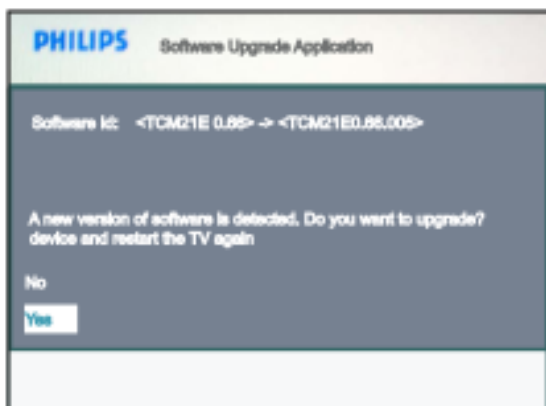 PHILIPS
Software Upgrade Application
Software Id: <TCM21E 0.86> -> <TCM21E0.86.005>
A new version of software is detected. Do you want to upgrade?
device and restart the TV again
No
Yes